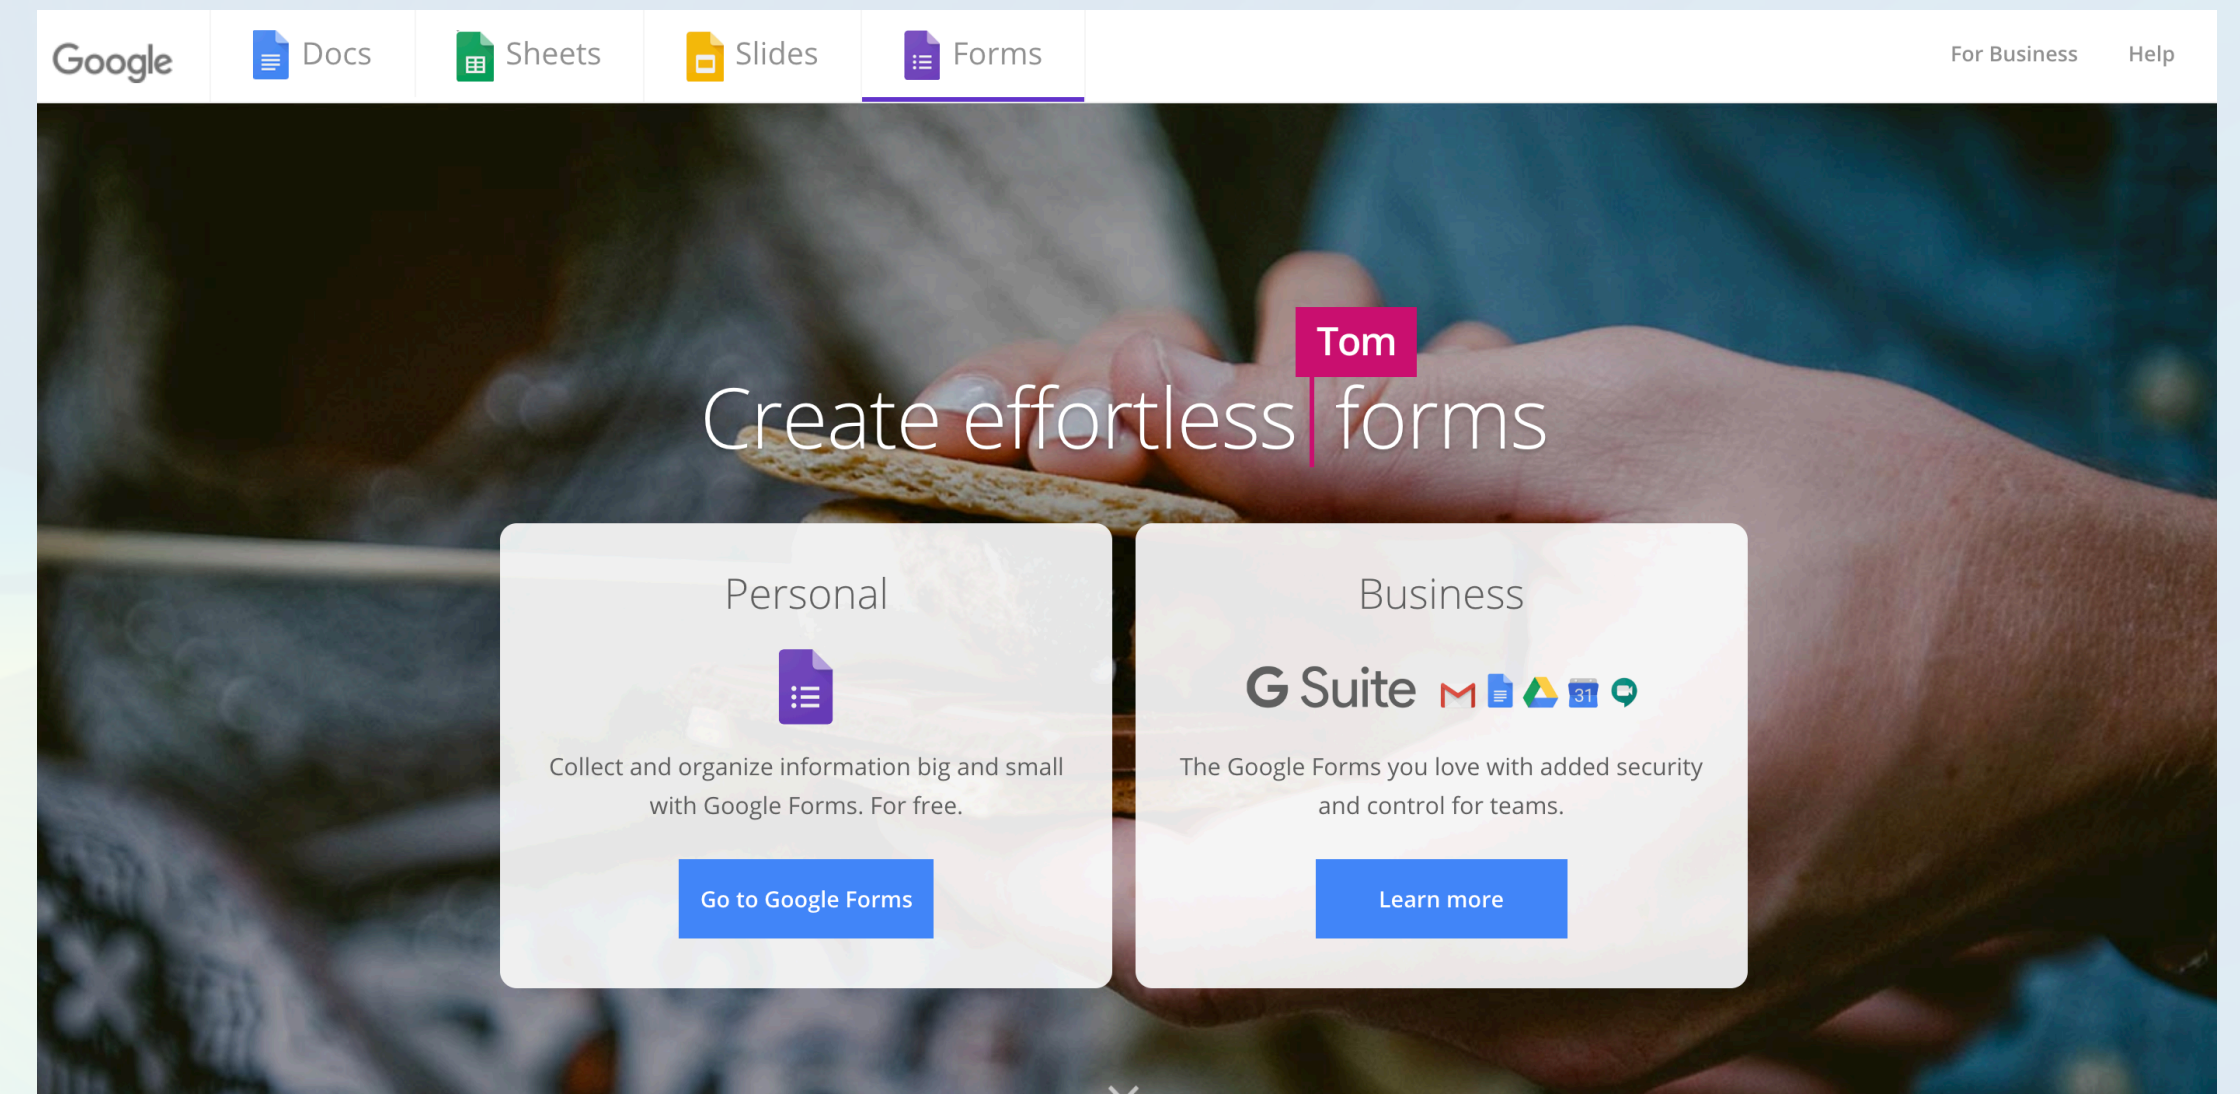 Google
Docs
Sheets
Slides
Forms
For Business
Help
Tom
Create effortless forms
Personal
Collect and organize information big and small
with Google Forms. For free.
Go to Google Forms
Business
G Suite
31
The Google Forms you love with added security
and control for teams.
Learn more